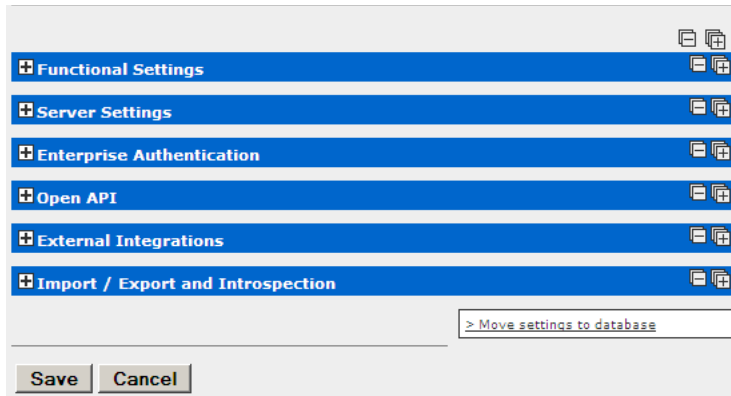 Functional Settings
Server Settings
Enterprise Authentication
Open API
External Integrations
Import / Export and Introspection
> Move settings to database
Save Cancel